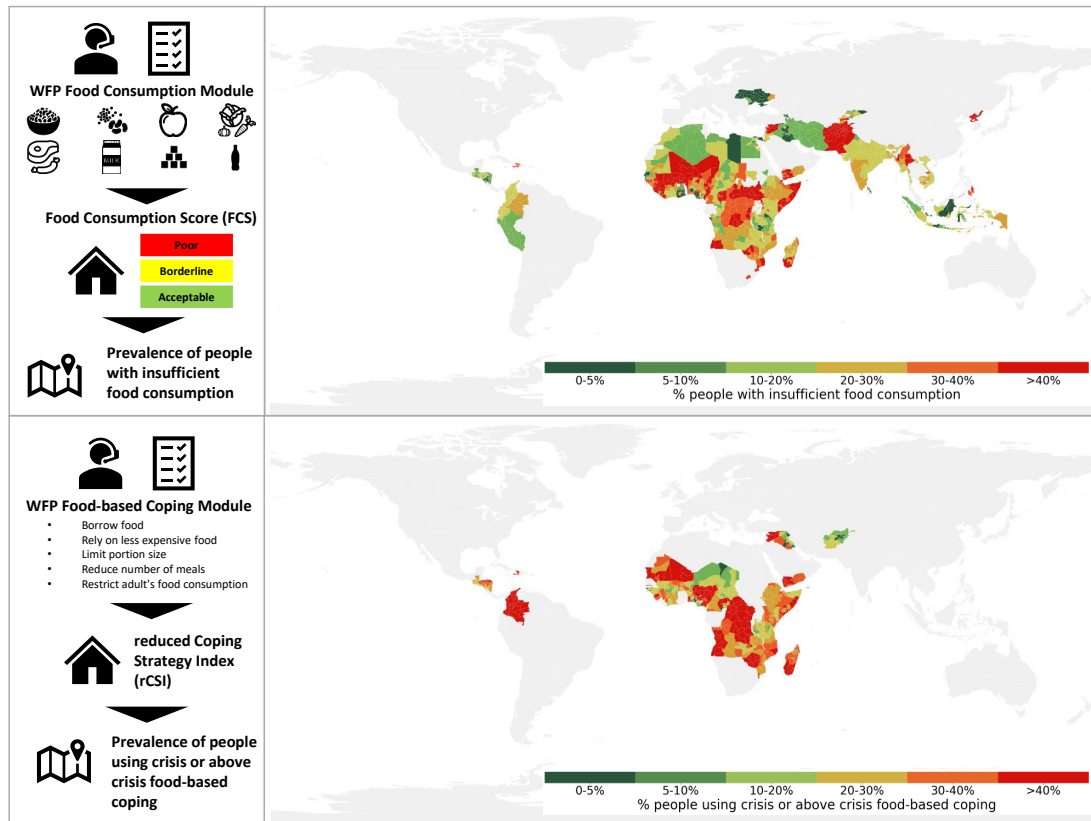 WFP Food Consumption Module
MILK
Food Consumption Score (FCS)
Poor
Borderline
Acceptable
Prevalence of people
with insufficient
food consumption
0-5%
5-10%
10-20%
20-30%
30-40%
>40%
% people with insufficient food consumption
WFP Food-based Coping Module
• Borrow food
• Rely on less expensive food
• Limit portion size
• Reduce number of meals
• Restrict adult's food consumption
reduced Coping
Strategy Index
(rCSI)
Prevalence of people
using crisis or above
crisis food-based
coping
0-5%
5-10%
10-20%
20-30%
30-40%
>40%
% people using crisis or above crisis food-based coping